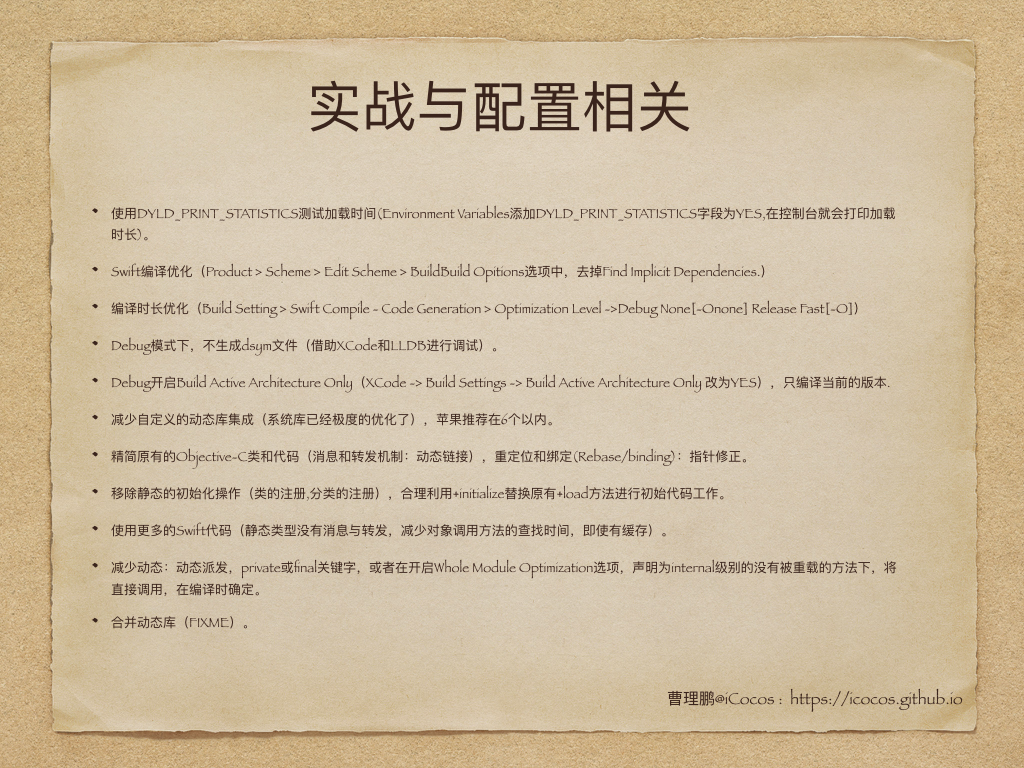 实战与配置相关
• 使用DYLD_PRINT_STATISTICS测试加载时间(Environment Variables添加DYLD_PRINT_STATISTICS字段为YES,在控制台就会打印加载
时长)。
• Swift编译优化（Product > Scheme > Edit Scheme > BuildBuild Opitions选项中，去掉Find Implicit Dependencies.）
• 编译时长优化（Build Setting > Swift Compile - Code Generation > Optimization Level ->Debug None[-Onone] Release Fast[-O]）
• Debug模式下，不生成dsym文件（借助XCode和LLDB进行调试）。
• Debug开启Build Active Architecture Only（XCode -> Build Settings -> Build Active Architecture Only 改为YES），只编译当前的版本.
• 减少自定义的动态库集成（系统库已经极度的优化了），苹果推荐在6个以内。
• 精简原有的Objective-C类和代码（消息和转发机制：动态链接），重定位和绑定(Rebase/binding)：指针修正。
• 移除静态的初始化操作（类的注册,分类的注册），合理利用+initialize替换原有+load方法进行初始代码工作。
• 使用更多的Swift代码（静态类型没有消息与转发，减少对象调用方法的查找时间，即使有缓存）。
• 减少动态：动态派发，private或final关键字，或者在开启Whole Module Optimization选项，声明为internal级别的没有被重载的方法下，将
直接调用，在编译时确定。
• 合并动态库（FIXME）。
曹理鹏@iCocos : https://icocos.github.io